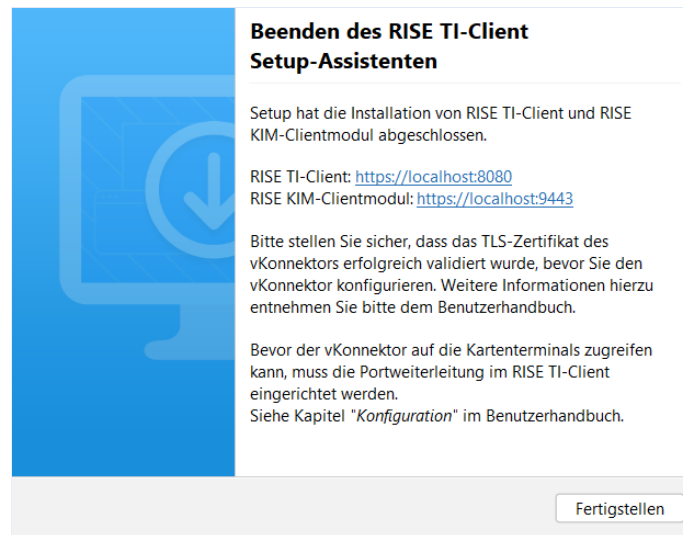 Beenden des RISE TI-Client
Setup-Assistenten
Setup hat die Installation von RISE TI-Client und RISE
KIM-Clientmodul abgeschlossen.
RISE TI-Client: https://localhost:8080
RISE KIM-Clientmodul: https://localhost:9443
Bitte stellen Sie sicher, dass das TLS-Zertifikat des
vKonnektors erfolgreich validiert wurde, bevor Sie den
vKonnektor konfigurieren. Weitere Informationen hierzu
entnehmen Sie bitte dem Benutzerhandbuch.
Bevor der vKonnektor auf die Kartenterminals zugreifen
kann, muss die Portweiterleitung im RISE TI-Client
eingerichtet werden.
Siehe Kapitel "Konfiguration" im Benutzerhandbuch.
Fertigstellen